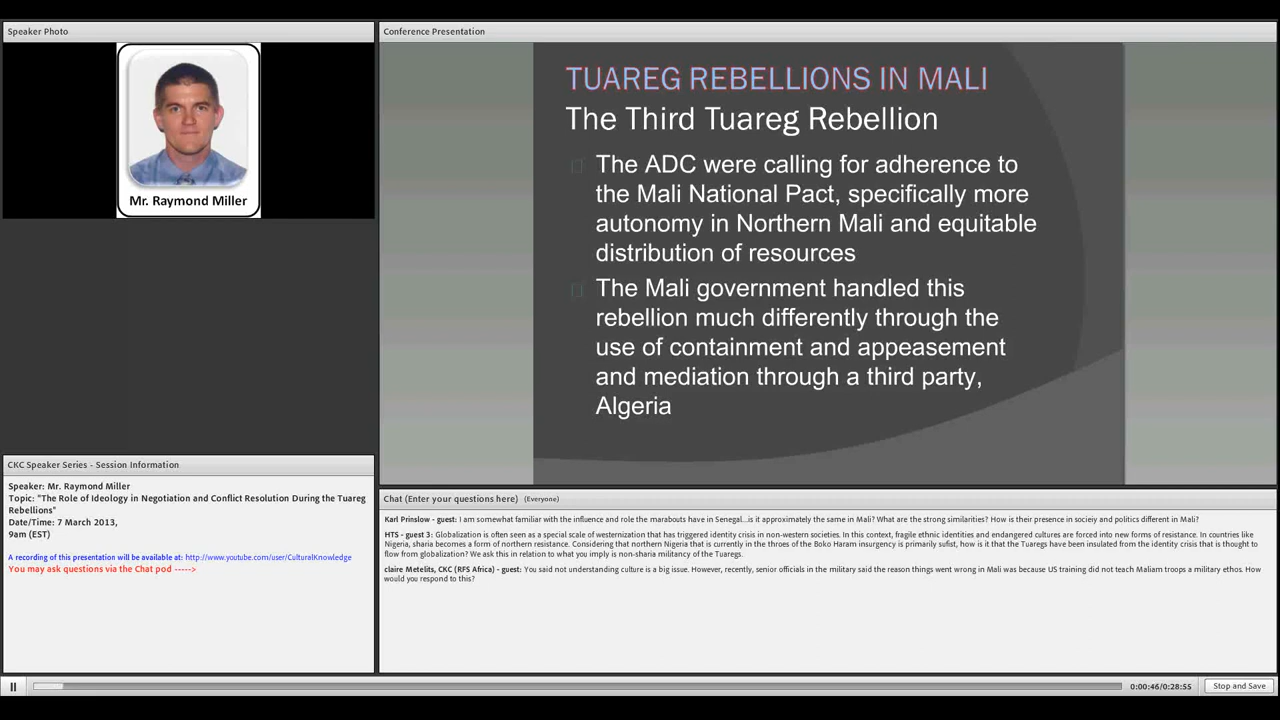 Speaker Photo
Mr. Raymond Miller
Conference Presentation
TUAREG REBELLIONS IN MALI
The Third Tuareg Rebellion
The ADC were calling for adherence to
the Mali National Pact, specifically more
autonomy in Northern Mali and equitable
distribution of resources
The Mali government handled this
rebellion much differently through the
use of containment and appeasement
and mediation through a third party,
Algeria
CKC Speaker Series - Session Information
Speaker: Mr. Raymond Miller
Topic: "The Role of Ideology in Negotiation and Conflict Resolution During the Tuareg
Rebellions"
Date/Time: 7 March 2013,
9am (EST)
A recording of this presentation will be available at: http://www.youtube.com/user/CulturalKnowledge
You may ask questions via the Chat pod ----->
Chat (Enter your questions here) (Everyone)
Karl Prinslow - guest: I am somewhat familiar with the influence and role the marabouts have in Senegal...is it approximately the same in Mali? What are the strong similarities? How is their presence in socieiy and politics different in Mali?
HTS - guest 3: Globalization is often seen as a special scale of westernization that has triggered identity crisis in non-western societies. In this context, fragile ethnic identities and endangered cultures are forced into new forms of resistance. In countries like
Nigeria, sharia becomes a form of northern resistance. Considering that northern Nigeria that is currently in the throes of the Boko Haram insurgency is primarily sufist, how is it that the Tuaregs have been insulated from the identity crisis that is thought to
flow from globalization? We ask this in relation to what you imply is non-sharia militancy of the Tuaregs.
claire Metelits, CKC (RFS Africa) - guest: You said not understanding culture is a big issue. However, recently, senior officials in the military said the reason things went wrong in Mali was because US training did not teach Maliam troops a military ethos. How
would you respond to this?
0:00:46/0:28:55
Stop and Save